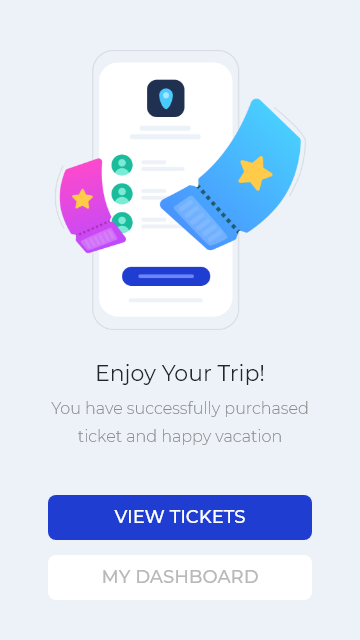 Enjoy Your Trip!
You have successfully purchased
ticket and happy vacation
VIEW TICKETS
MY DASHBOARD